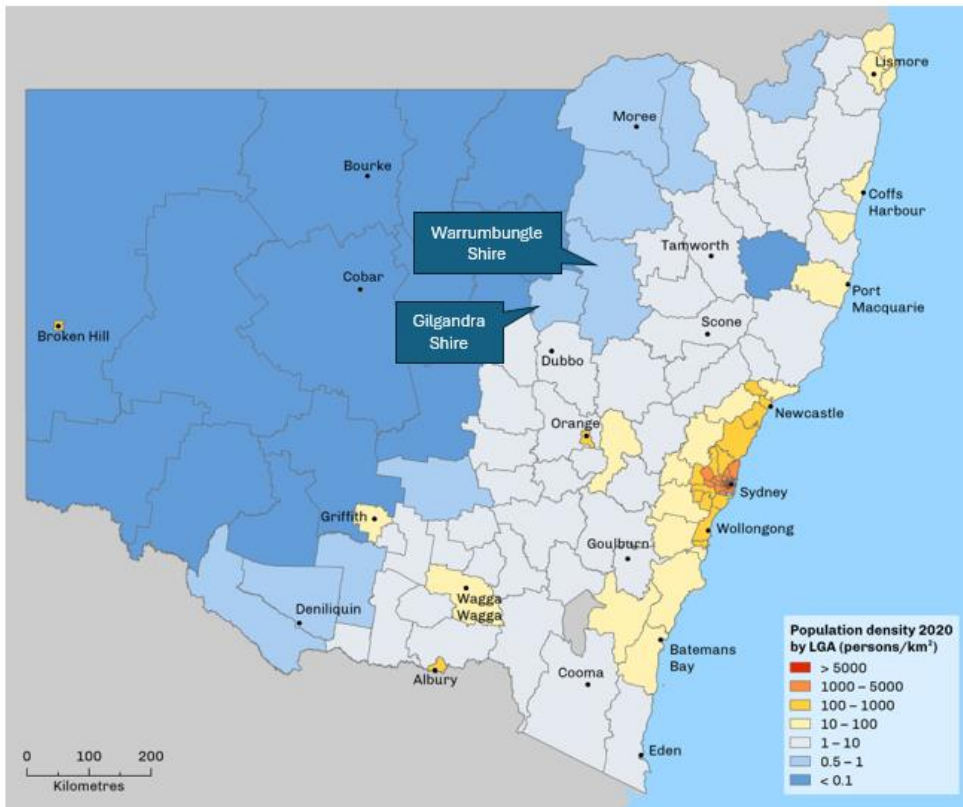 Lismore
Moree
Bourke
Coffs
Harbour
Warrumbungle
Shire
Tamworth
Cobar
Port
Macquarie
Gilgandra
Shire
Scone
Broken Hill
Dubbo
Newcastle
Orange
Sydney
Griffith
Wollongong
Goulburn
Wagga
Wagga
Deniliquin
Batemans
Bay
Albury
Cooma
Eden
Population density 2020
by LGA (persons/km²)
> 5000
1000 – 5000
100 – 1000
10 – 100
1 – 10
0.5 – 1
< 0.1
0 100 200
Kilometres